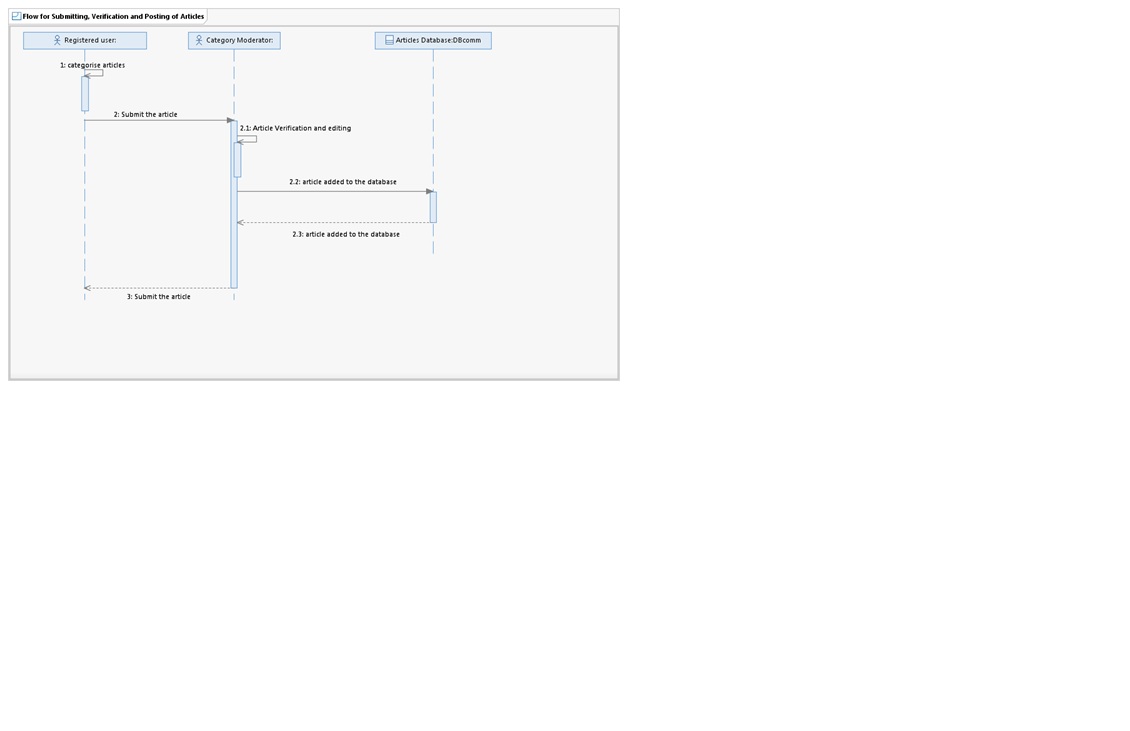 Flow for Submitting, Verification and Posting of Articles
Registered user:
Category Moderator:
Articles Database:DBcomm
1: categorise articles
2: Submit the article
2.1: Article Verification and editing
2.2: article added to the database
2.3: article added to the database
3: Submit the article